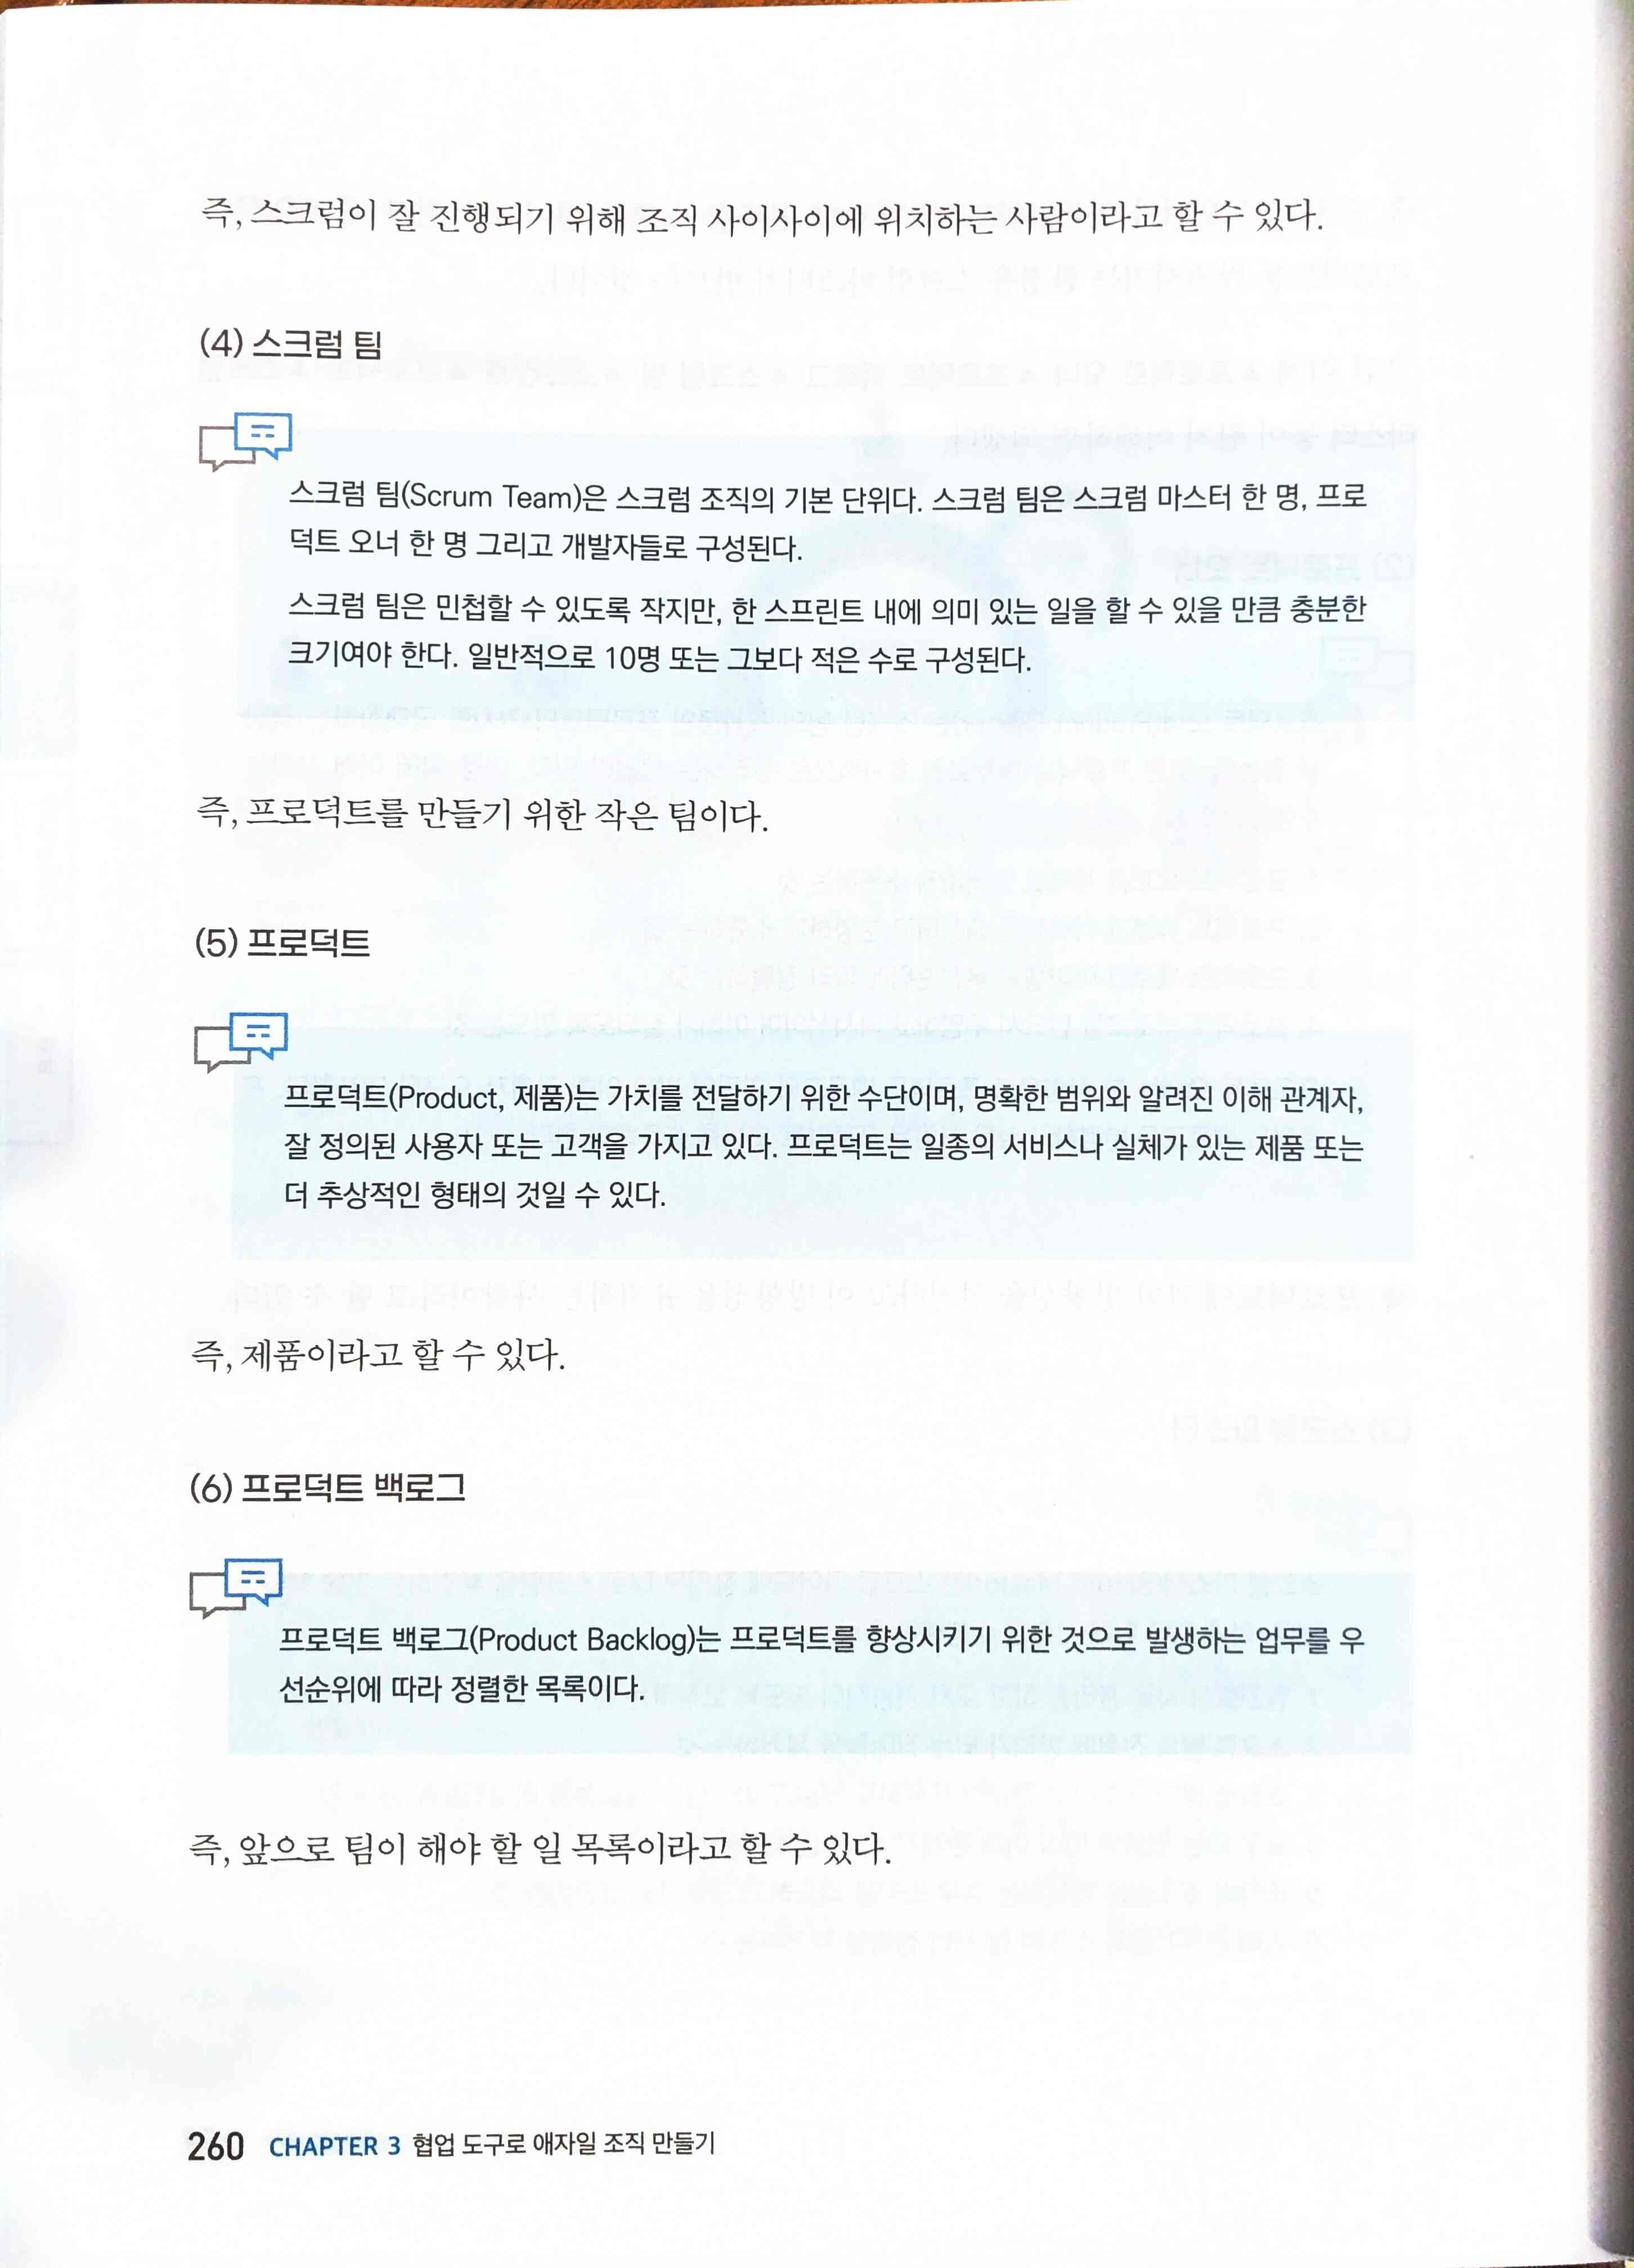 즉, 스크럼이 잘 진행되기 위해 조직 사이사이에 위치하는 사람이라고 할 수 있다.
(4) 스크럼 팀
스크럼 팀(Scrum Team)은 스크럼 조직의 기본 단위다. 스크럼 팀은 스크럼 마스터 한 명, 프로
덕트 오너 한 명 그리고 개발자들로 구성된다.
스크럼 팀은 민첩할 수 있도록 작지만, 한 스프린트 내에 의미 있는 일을 할 수 있을 만큼 충분한
크기여야 한다. 일반적으로 10명 또는 그보다 적은 수로 구성된다.
즉, 프로덕트를 만들기 위한 작은 팀이다.
(5) 프로덕트
프로덕트(Product, 제품)는 가치를 전달하기 위한 수단이며, 명확한 범위와 알려진 이해 관계자,
잘 정의된 사용자 또는 고객을 가지고 있다. 프로덕트는 일종의 서비스나 실체가 있는 제품 또는
더 추상적인 형태의 것일 수 있다.
즉, 제품이라고 할 수 있다.
(6) 프로덕트 백로그
프로덕트 백로그(Product Backlog)는 프로덕트를 향상시키기 위한 것으로 발생하는 업무를 우
선순위에 따라 정렬한 목록이다.
즉, 앞으로 팀이 해야 할 일 목록이라고 할 수 있다.
260 CHAPTER 3 협업 도구로 애자일 조직 만들기